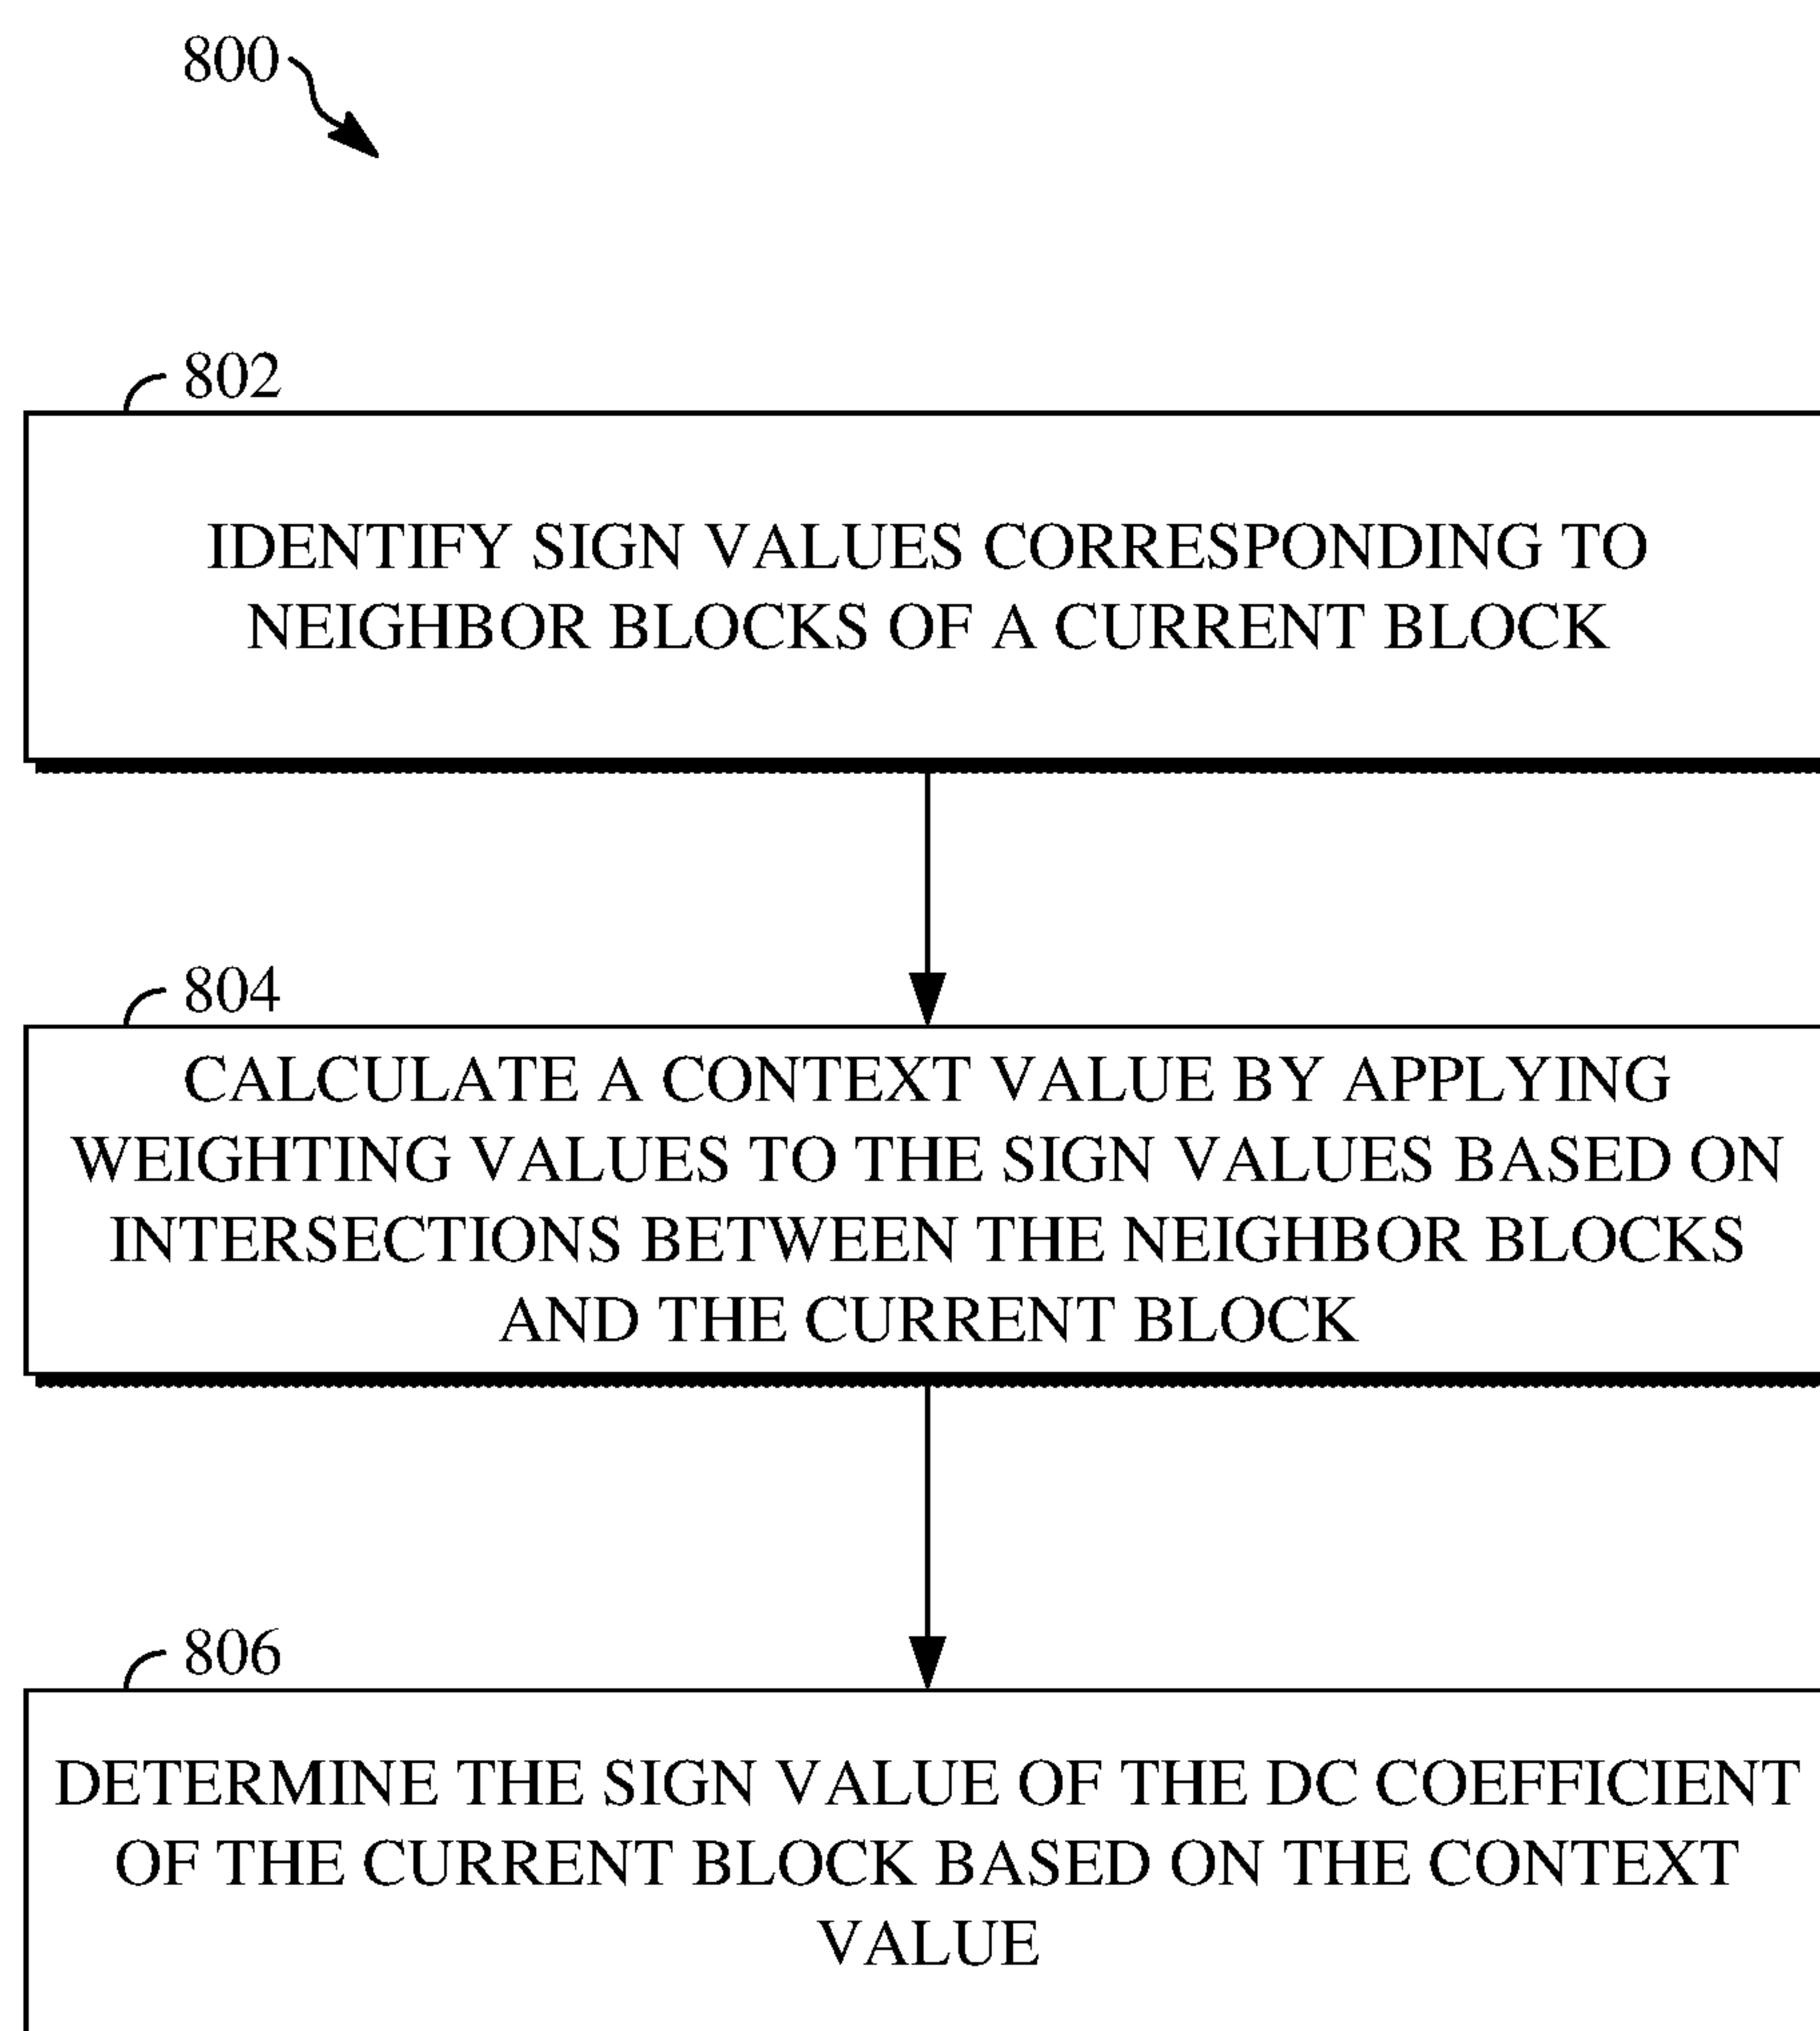 800
802
IDENTIFY SIGN VALUES CORRESPONDING TO
NEIGHBOR BLOCKS OF A CURRENT BLOCK
804
CALCULATE A CONTEXT VALUE BY APPLYING
WEIGHTING VALUES TO THE SIGN VALUES BASED ON
INTERSECTIONS BETWEEN THE NEIGHBOR BLOCKS
AND THE CURRENT BLOCK
806
DETERMINE THE SIGN VALUE OF THE DC COEFFICIENT
OF THE CURRENT BLOCK BASED ON THE CONTEXT
VALUE